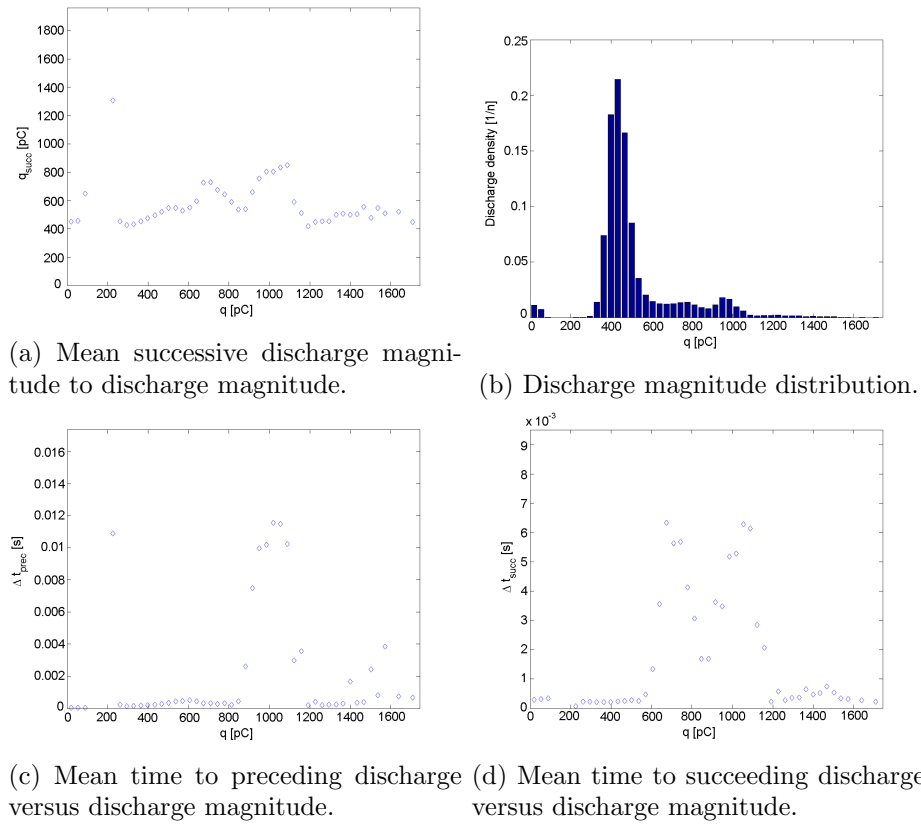 1800
1600
1400
1200
1000
800
600
400
200
0
q_succ [pC]
0 200 400 600 800 1000 1200 1400 1600
q [pC]
0.25
0.2
0.15
0.1
0.05
0
Discharge density [1/n]
0 200 400 600 800 1000 1200 1400 1600
q [pC]
(a) Mean successive discharge magni-
tude to discharge magnitude.
(b) Discharge magnitude distribution.
0.016
0.014
0.012
0.01
0.008
0.006
0.004
0.002
0
Δ t_prec [s]
0 200 400 600 800 1000 1200 1400 1600
q [pC]
x 10^-3
9
8
7
6
5
4
3
2
1
0
Δ t_succ [s]
0 200 400 600 800 1000 1200 1400 1600
q [pC]
(c) Mean time to preceding discharge
versus discharge magnitude.
(d) Mean time to succeeding discharge
versus discharge magnitude.